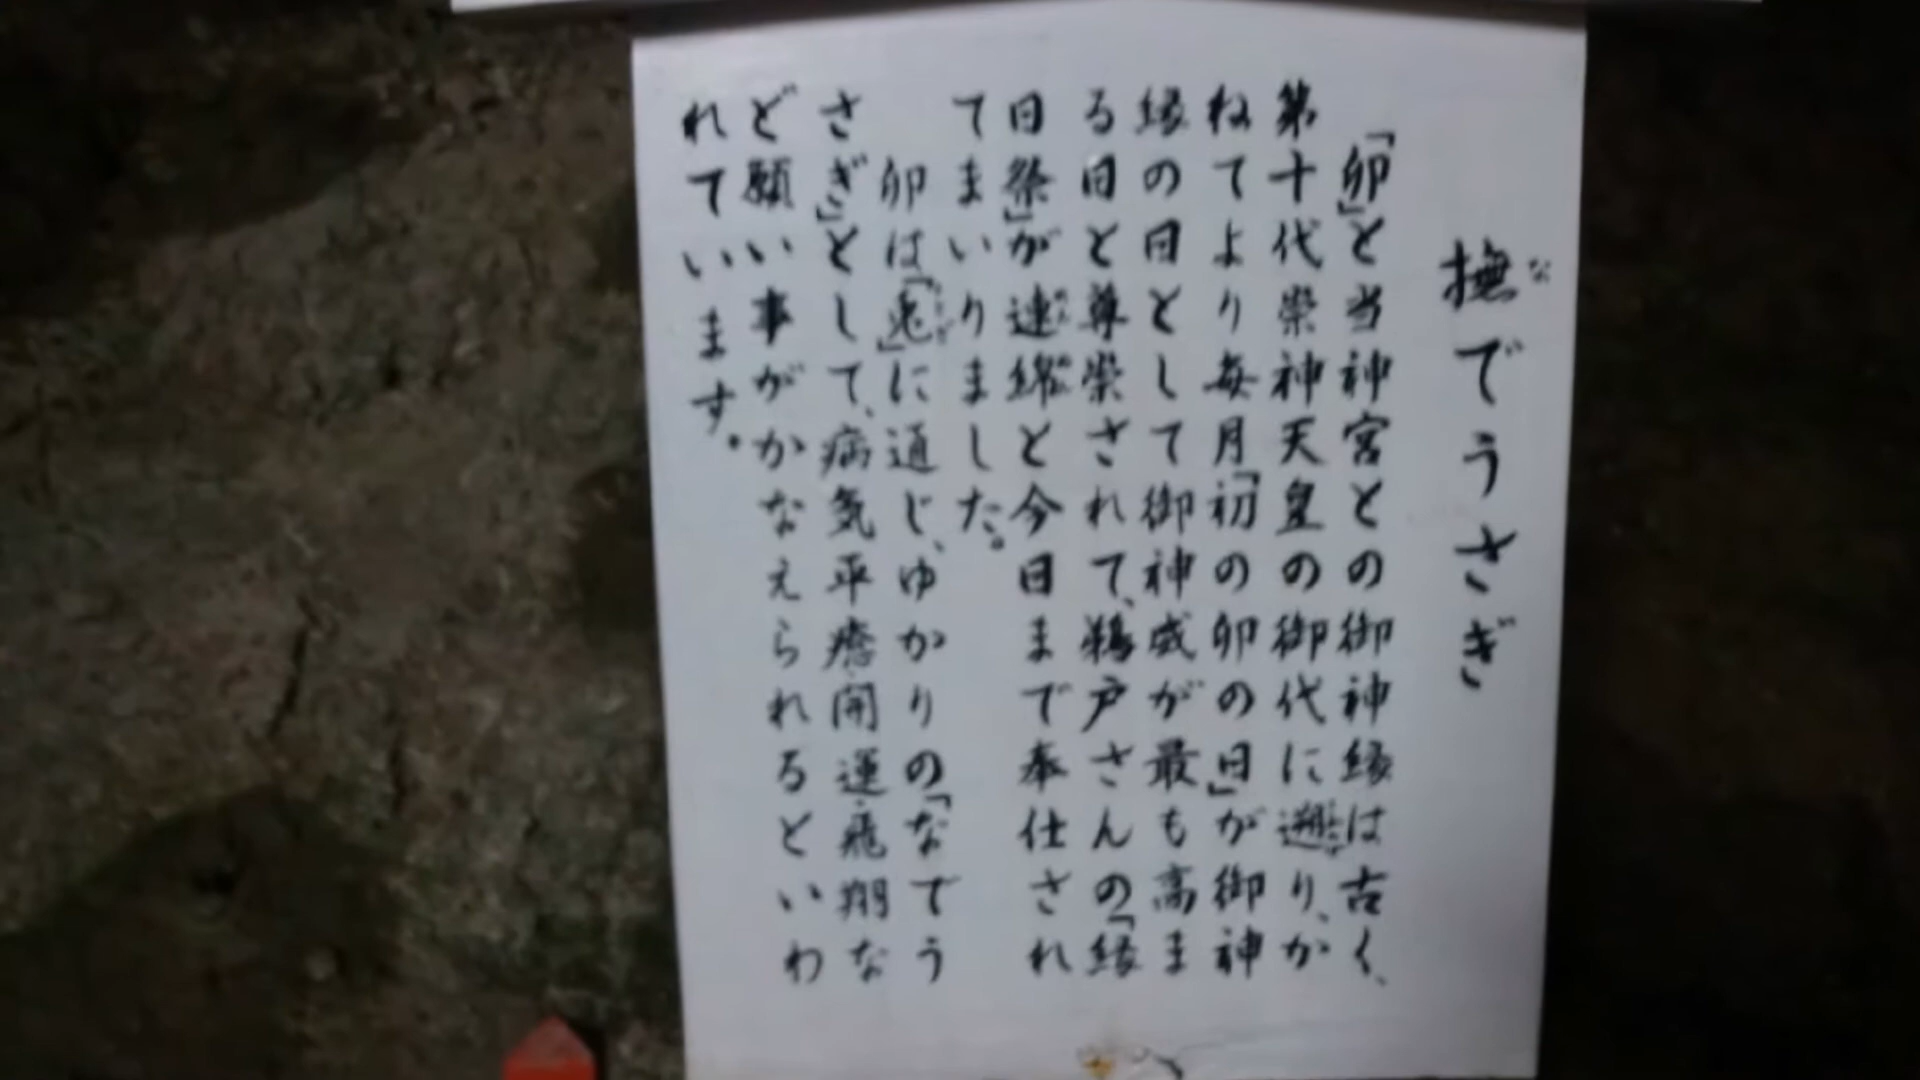 撫でうさぎ
「卯」と当神宮との御神縁は古く、
第十代崇神天皇の御代に遡り、か
ねてより毎月「初の卯の日」が御神
縁の日として御神威が最も高ま
る日と尊崇されて、鵜戸さんの「縁
日祭」が連綿と今日まで奉仕され
てまいりました。
卯は「兎」に通じ、ゆかりの「なでう
さぎ」として、病気平癒・開運・飛翔な
ど願い事がかなえられるといわ
れています。